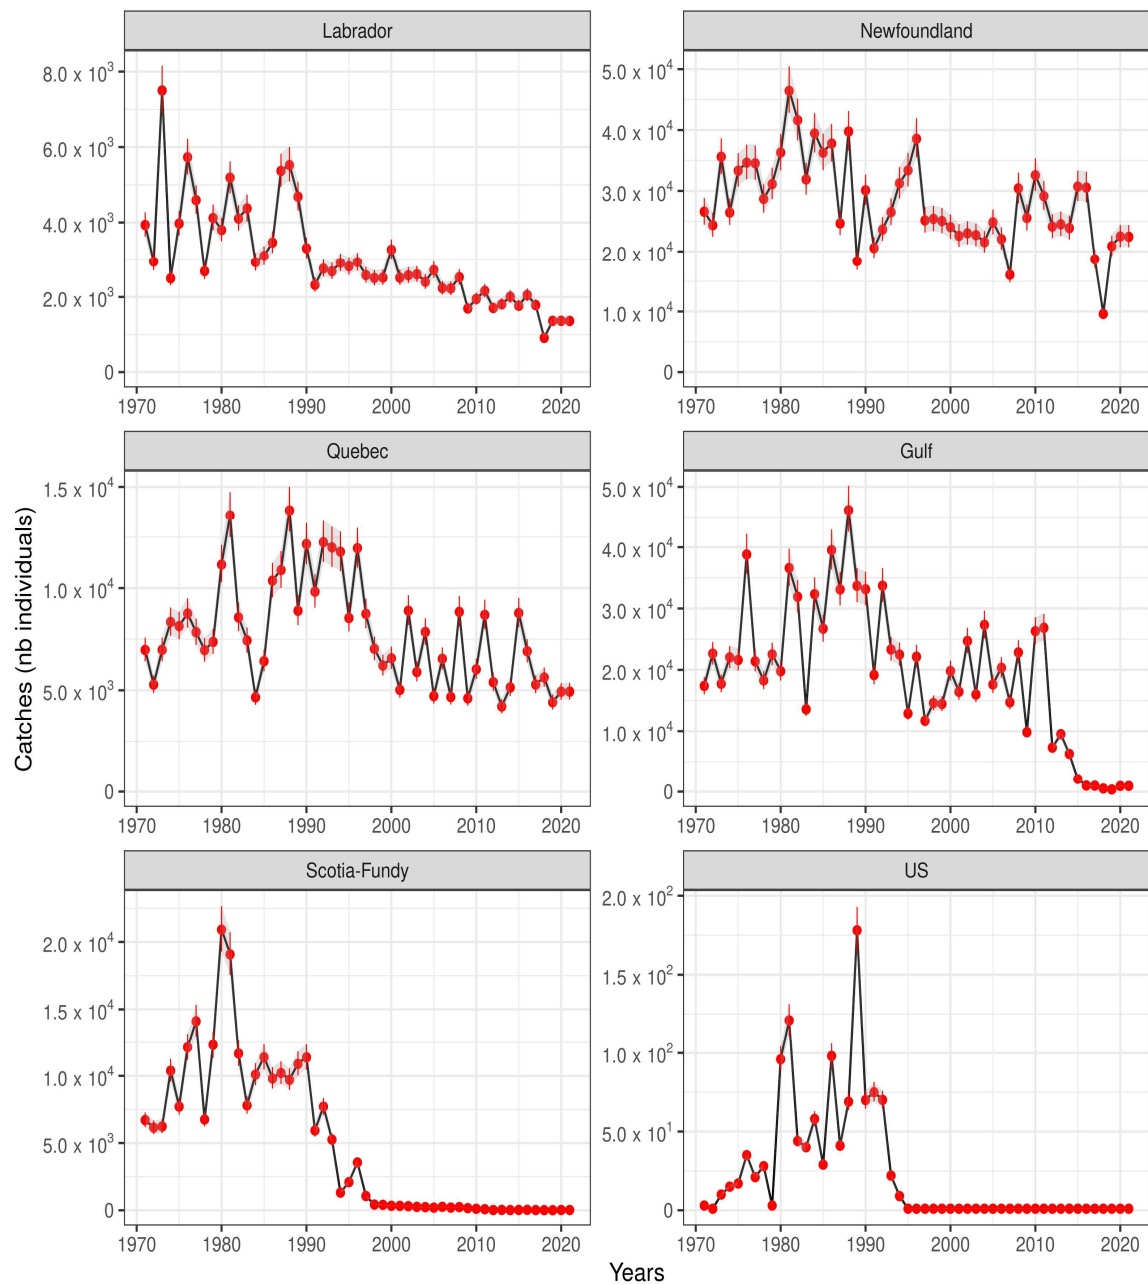 Labrador
Newfoundland
8.0 x 10³
6.0 x 10³
4.0 x 10³
2.0 x 10³
0
5.0 x 10⁴
4.0 x 10⁴
3.0 x 10⁴
2.0 x 10⁴
1.0 x 10⁴
0
1970 1980 1990 2000 2010 2020
1970 1980 1990 2000 2010 2020
Quebec
Gulf
1.5 x 10⁴
1.0 x 10⁴
5.0 x 10³
0
5.0 x 10⁴
4.0 x 10⁴
3.0 x 10⁴
2.0 x 10⁴
1.0 x 10⁴
0
1970 1980 1990 2000 2010 2020
1970 1980 1990 2000 2010 2020
Catches (nb individuals)
Scotia-Fundy
US
2.0 x 10⁴
1.5 x 10⁴
1.0 x 10⁴
5.0 x 10³
0
2.0 x 10²
1.5 x 10²
1.0 x 10²
5.0 x 10¹
0
1970 1980 1990 2000 2010 2020
1970 1980 1990 2000 2010 2020
Years